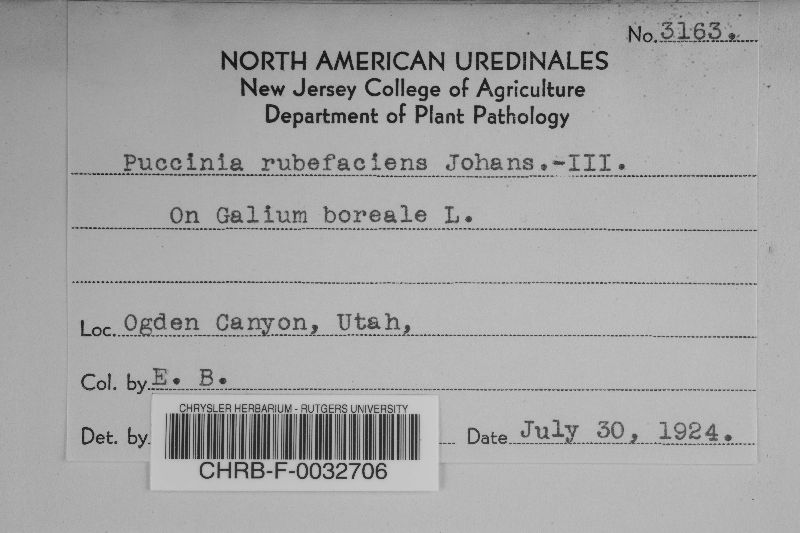 No. 3163.
NORTH AMERICAN UREDINALES
New Jersey College of Agriculture
Department of Plant Pathology
Puccinia rubefaciens Johans.-III.
On Galium boreale L.
Loc. Ogden Canyon, Utah,
Col. by E. B.
Det. by Date July 30, 1924.
CHRYSLER HERBARIUM - RUTGERS UNIVERSITY
CHRB-F-0032706